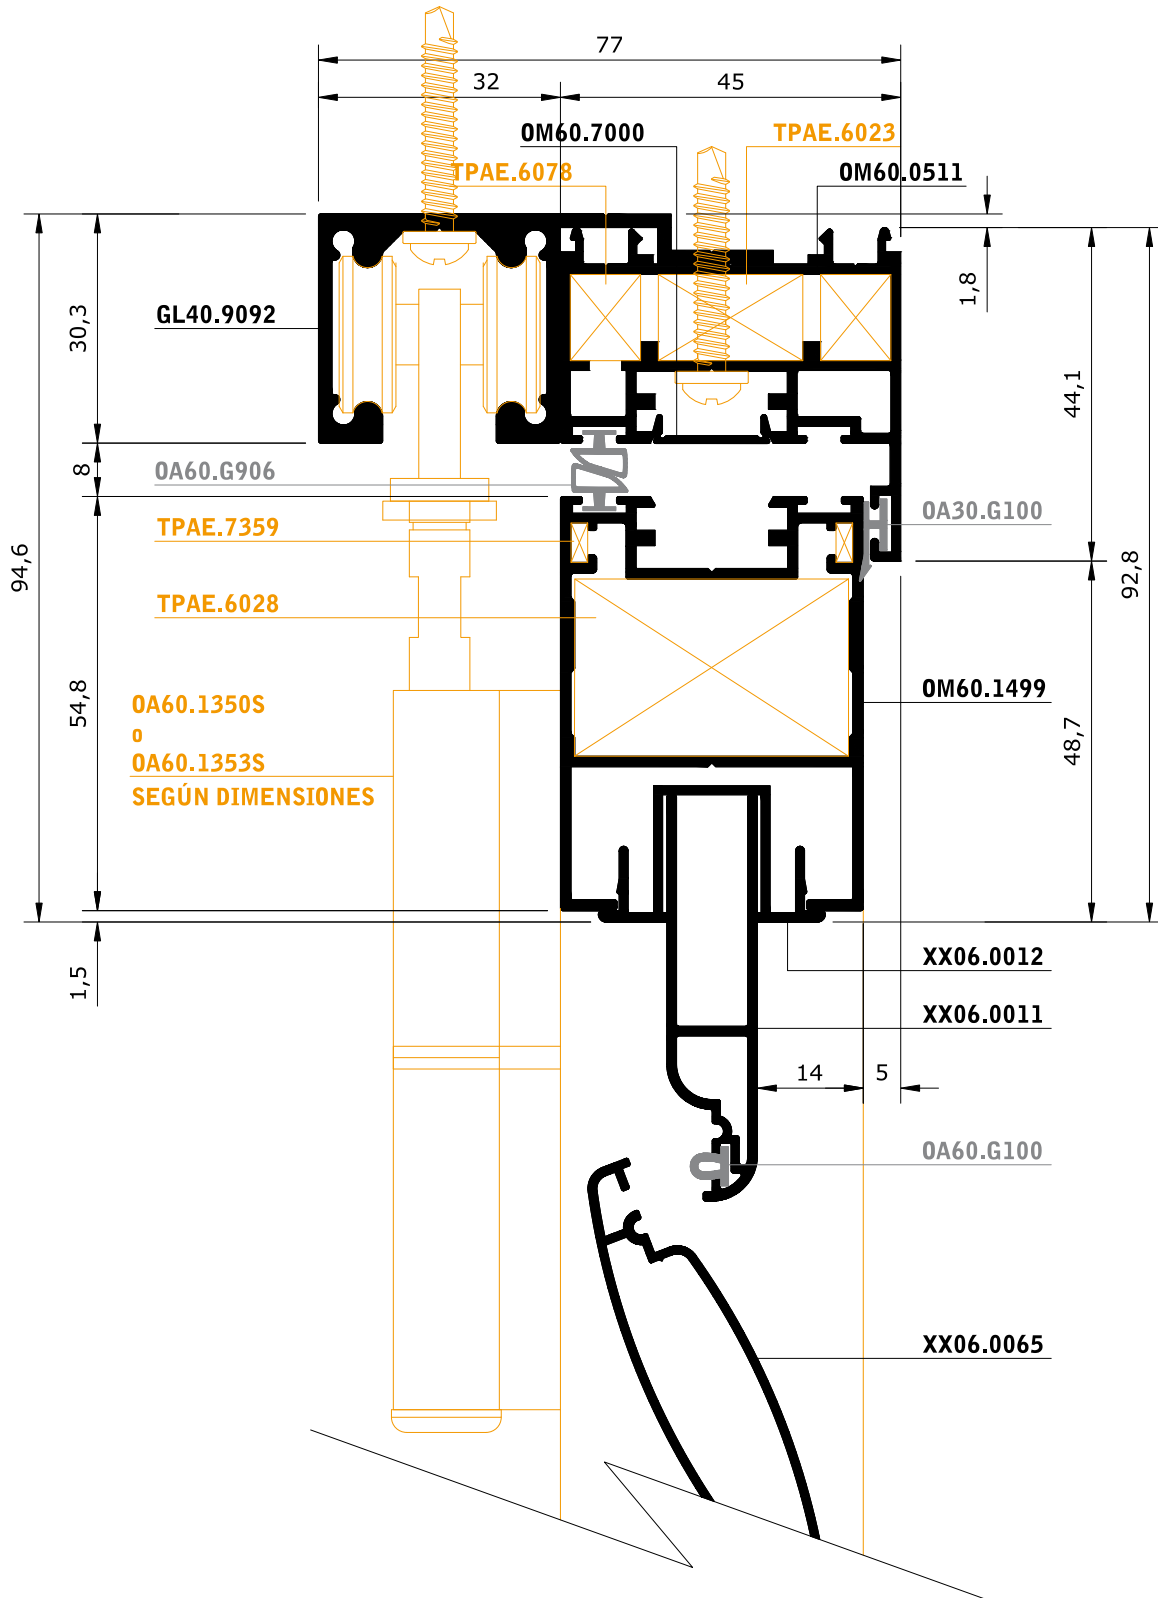 77
32
45
OM60.7000
TPAE.6023
TPAE.6078
OM60.0511
1,8
30,3
GL40.9092
44,1
8
OA60.G906
OA30.G100
TPAE.7359
94,6
92,8
TPAE.6028
54,8
OA60.1350S
o
OA60.1353S
SEGÚN DIMENSIONES
OM60.1499
48,7
1,5
XX06.0012
XX06.0011
14
5
OA60.G100
XX06.0065